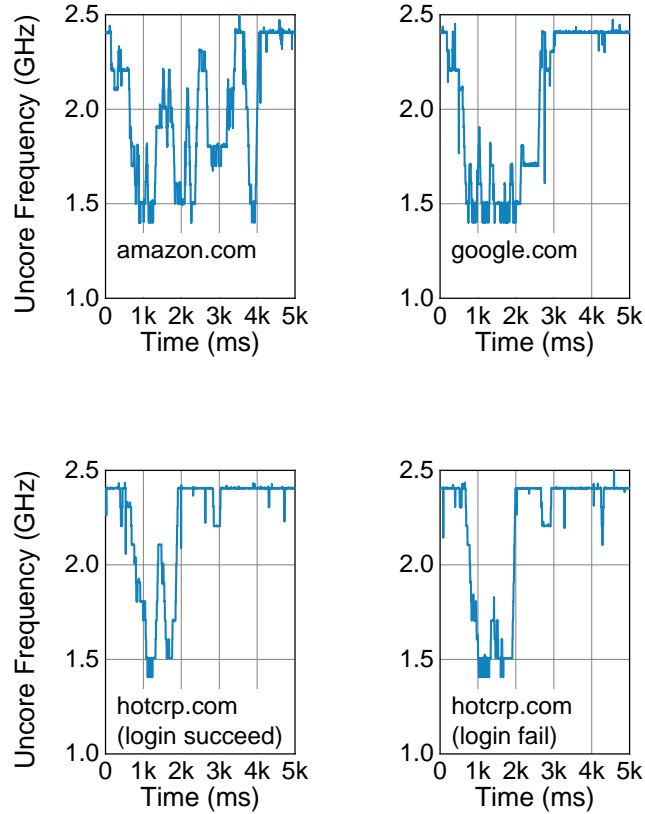 Uncore Frequency (GHz)
2.5
2.0
1.5
1.0
amazon.com
0 1k 2k 3k 4k 5k
Time (ms)
2.5
2.0
1.5
1.0
google.com
0 1k 2k 3k 4k 5k
Time (ms)
Uncore Frequency (GHz)
2.5
2.0
1.5
1.0
hotcrp.com
(login succeed)
0 1k 2k 3k 4k 5k
Time (ms)
2.5
2.0
1.5
1.0
hotcrp.com
(login fail)
0 1k 2k 3k 4k 5k
Time (ms)